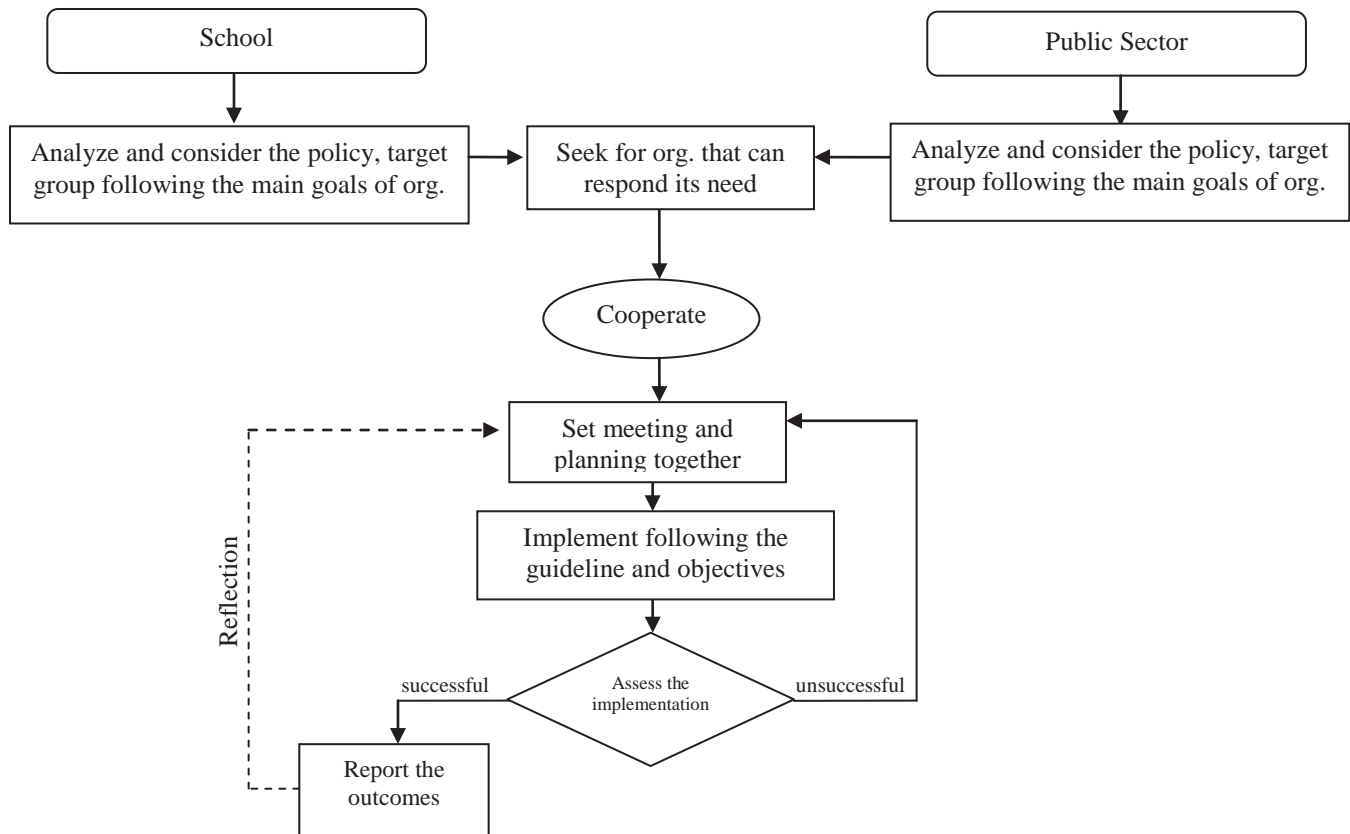 School
Public Sector
Analyze and consider the policy, target
group following the main goals of org.
Seek for org. that can
respond its need
Analyze and consider the policy, target
group following the main goals of org.
Cooperate
Set meeting and
planning together
Implement following the
guideline and objectives
Reflection
successful
Assess the
implementation
unsuccessful
Report the
outcomes